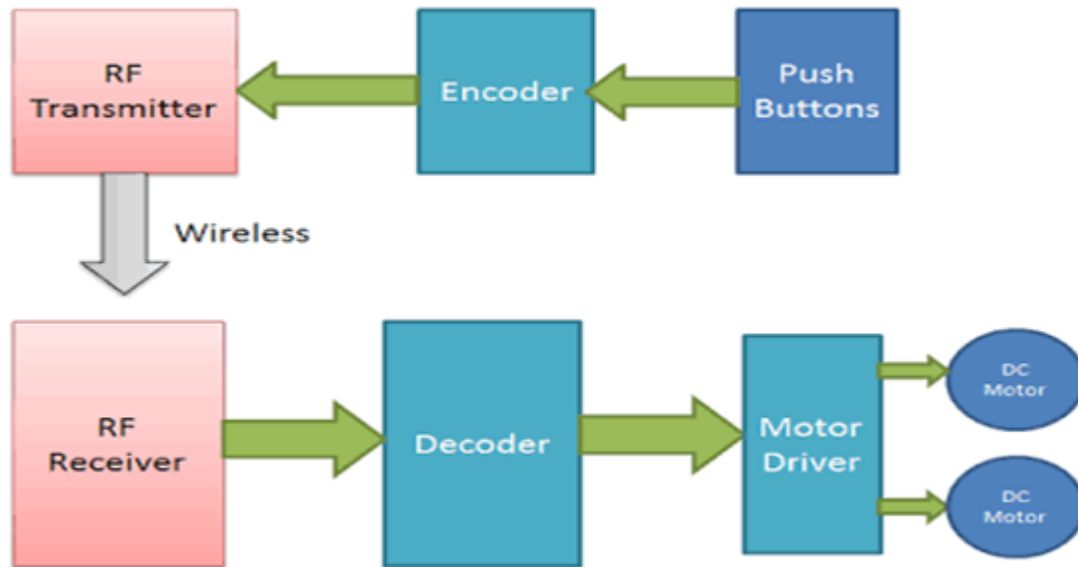 RF
Transmitter
Encoder
Push
Buttons
Wireless
RF
Receiver
Decoder
Motor
Driver
DC
Motor
DC
Motor